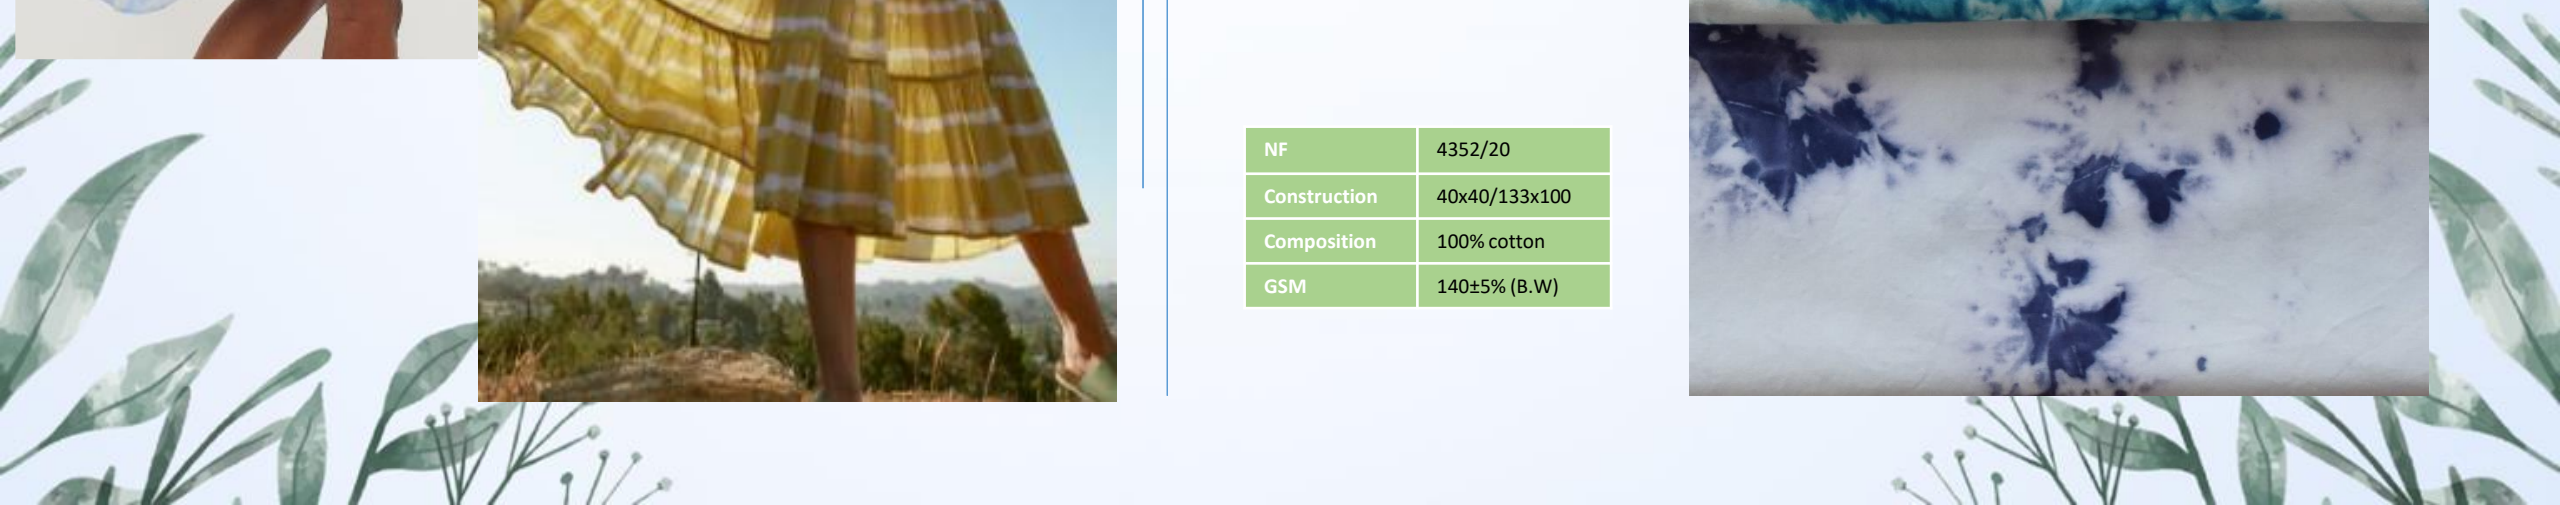 NF 4352/20
Construction 40x40/133x100
Composition 100% cotton
GSM 140±5% (B.W)